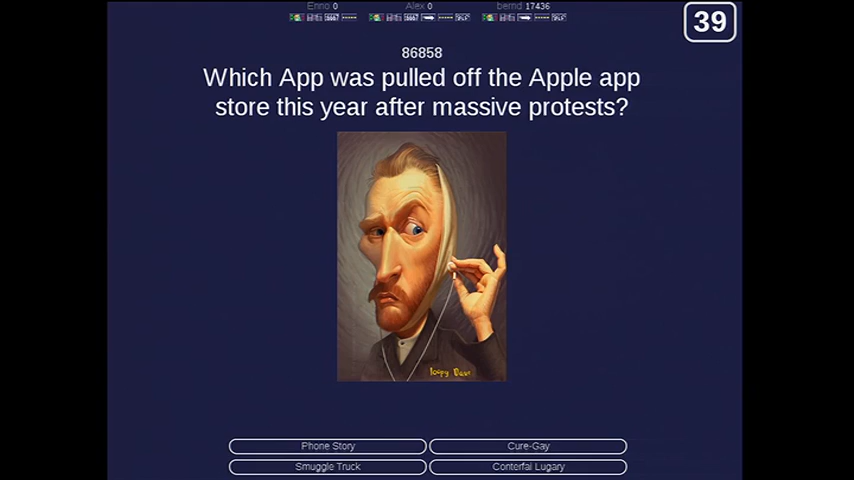 Enno 0
Alex 0
bernd 17436
39
86858
Which App was pulled off the Apple app
store this year after massive protests?
loopy Dave
Phone Story
Cure-Gay
Smuggle Truck
Conterfal Lugary